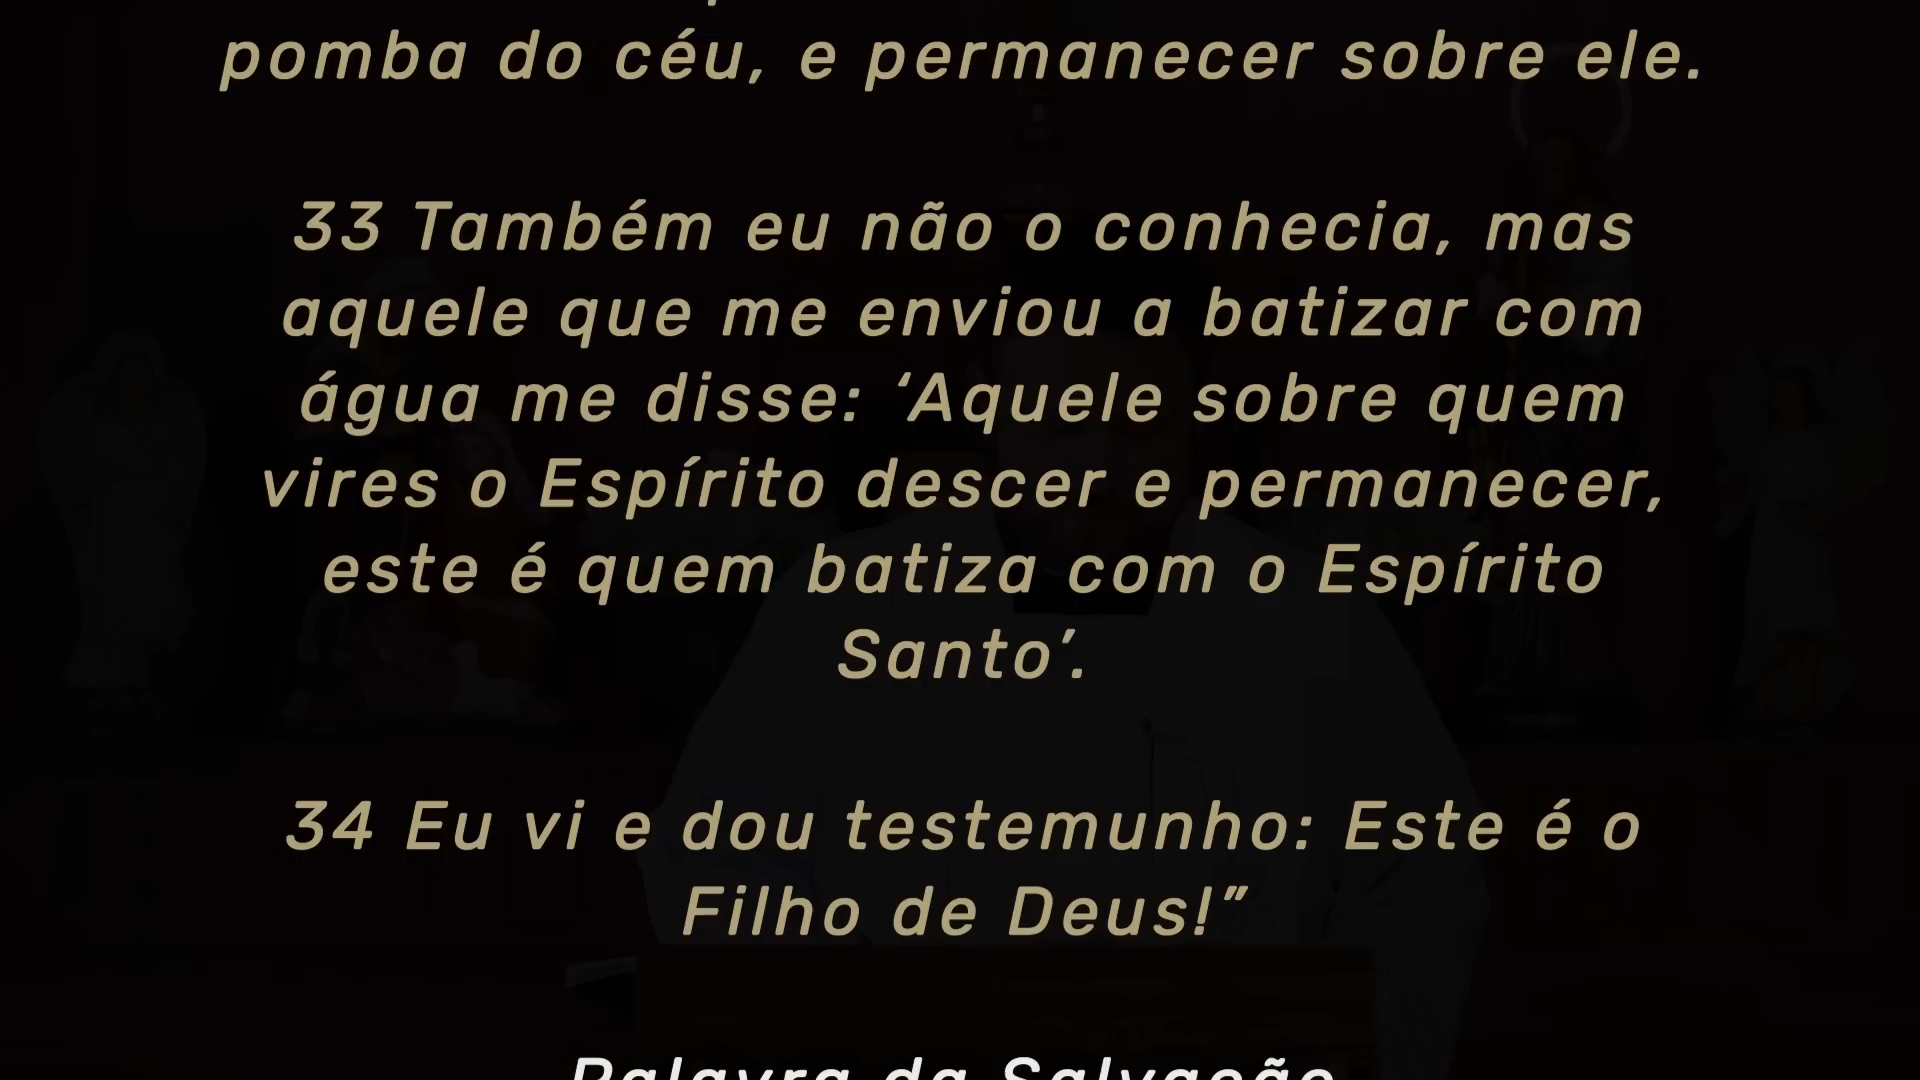 pomba do céu, e permanecer sobre ele.
33 Também eu não o conhecia, mas
aquele que me enviou a batizar com
água me disse: ‘Aquele sobre quem
vires o Espírito descer e permanecer,
este é quem batiza com o Espírito
Santo’.
34 Eu vi e dou testemunho: Este é o
Filho de Deus!”
Palavra da Salvação